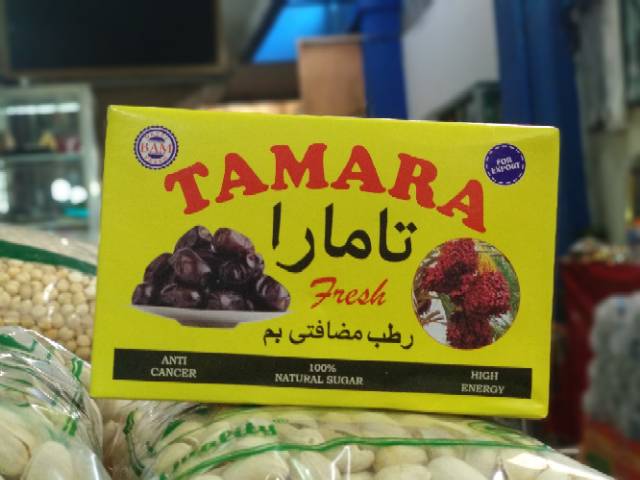 BAM
FOR
EXPORT
TAMARA
تامارا
Fresh
رطب مضافتی بم
ANTI
CANCER
100%
NATURAL SUGAR
HIGH
ENERGY